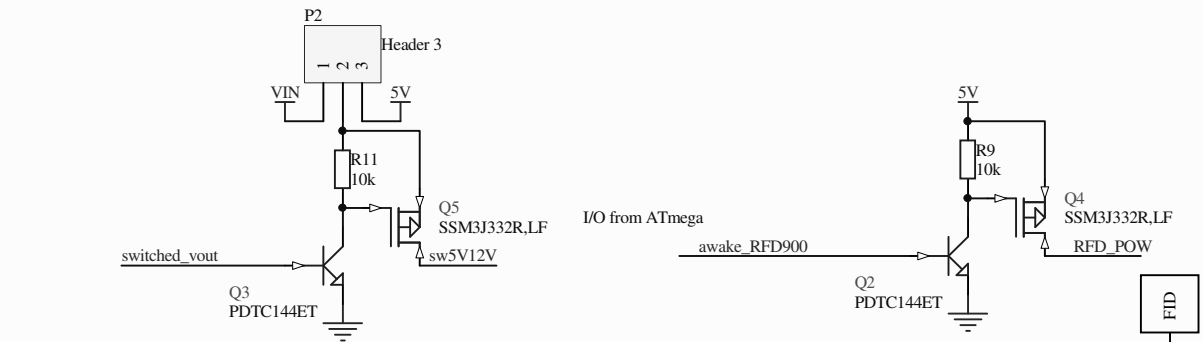 P2
Header 3
1 2 3
VIN
5V
R11
10k
Q5
SSM3J332R,LF
switched_vout
sw5V12V
Q3
PDTC144ET
5V
R9
10k
Q4
SSM3J332R,LF
I/O from ATmega
awake_RFD900
RFD_POW
Q2
PDTC144ET
FID